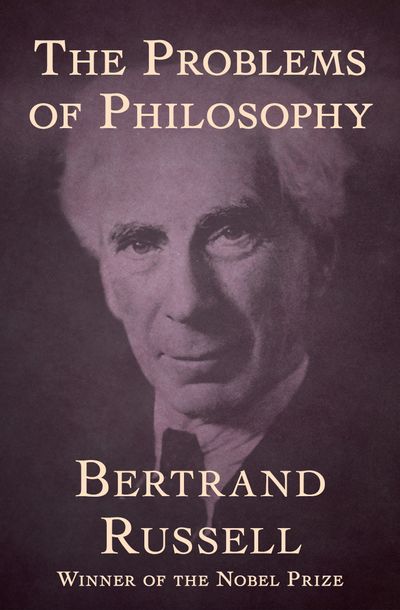 The Problems
of Philosophy
Bertrand
Russell
Winner of the Nobel Prize